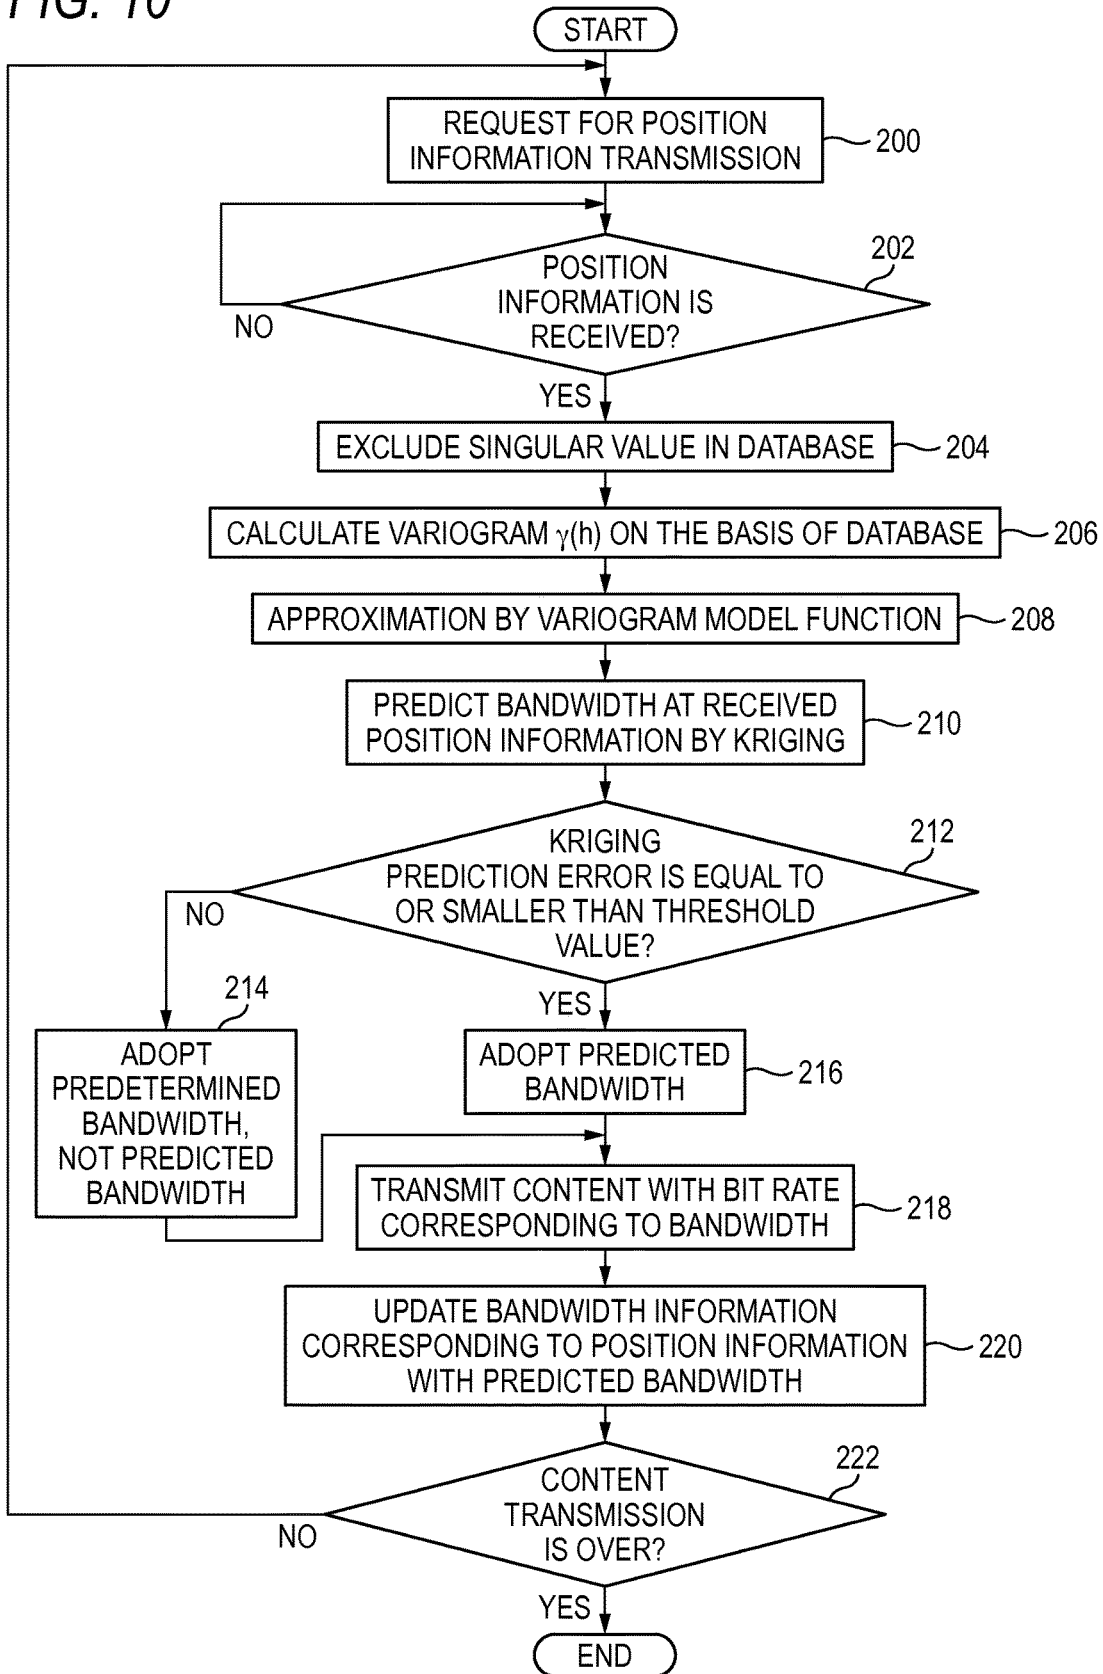 FIG. 10
START
REQUEST FOR POSITION
INFORMATION TRANSMISSION
200
POSITION
INFORMATION IS
RECEIVED?
202
NO
YES
EXCLUDE SINGULAR VALUE IN DATABASE
204
CALCULATE VARIOGRAM γ(h) ON THE BASIS OF DATABASE
206
APPROXIMATION BY VARIOGRAM MODEL FUNCTION
208
PREDICT BANDWIDTH AT RECEIVED
POSITION INFORMATION BY KRIGING
210
KRIGING
PREDICTION ERROR IS EQUAL TO
OR SMALLER THAN THRESHOLD
VALUE?
212
NO
YES
214
ADOPT
PREDETERMINED
BANDWIDTH,
NOT PREDICTED
BANDWIDTH
ADOPT PREDICTED
BANDWIDTH
216
TRANSMIT CONTENT WITH BIT RATE
CORRESPONDING TO BANDWIDTH
218
UPDATE BANDWIDTH INFORMATION
CORRESPONDING TO POSITION INFORMATION
WITH PREDICTED BANDWIDTH
220
CONTENT
TRANSMISSION
IS OVER?
222
NO
YES
END